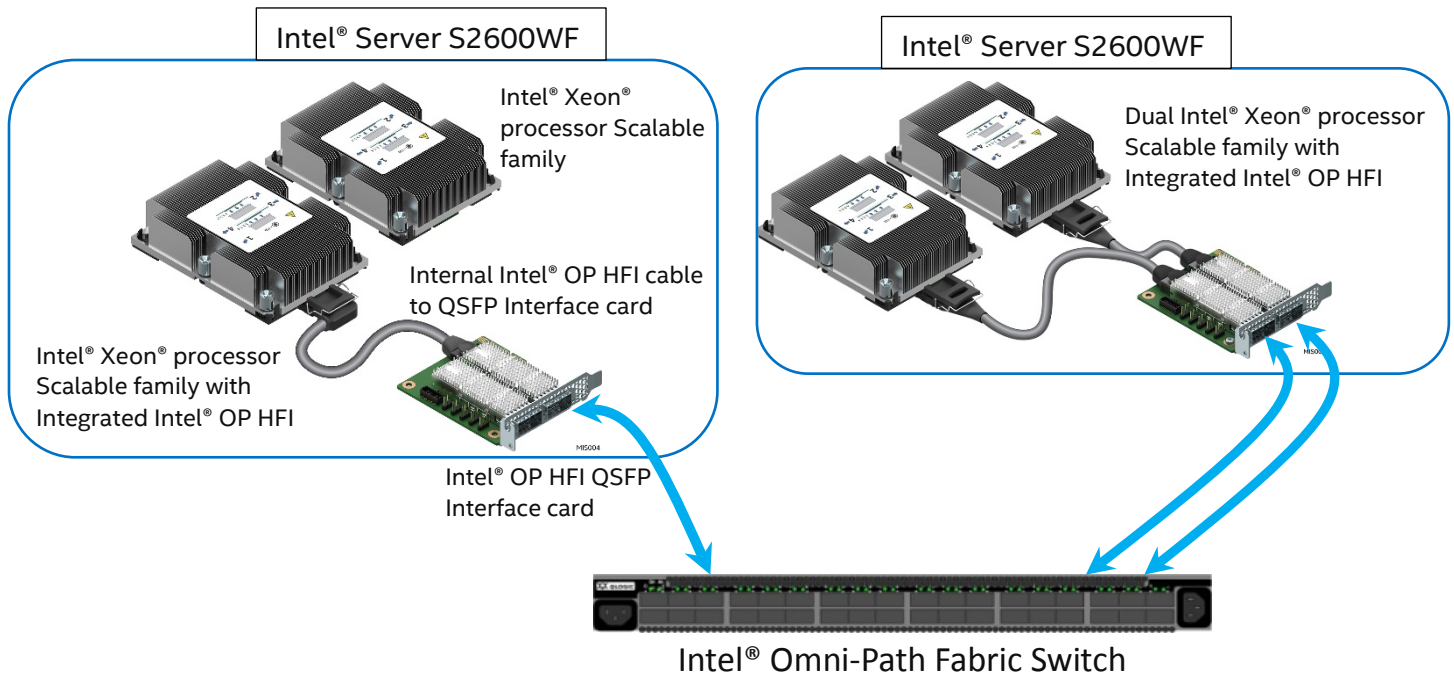 Intel® Server S2600WF
Intel® Xeon®
processor Scalable
family
Internal Intel® OP HFI cable
to QSFP Interface card
Intel® Xeon® processor
Scalable family with
Integrated Intel® OP HFI
MIS004
Intel® OP HFI QSFP
Interface card
Intel® Server S2600WF
Dual Intel® Xeon® processor
Scalable family with
Integrated Intel® OP HFI
QLOGIC
Intel® Omni-Path Fabric Switch